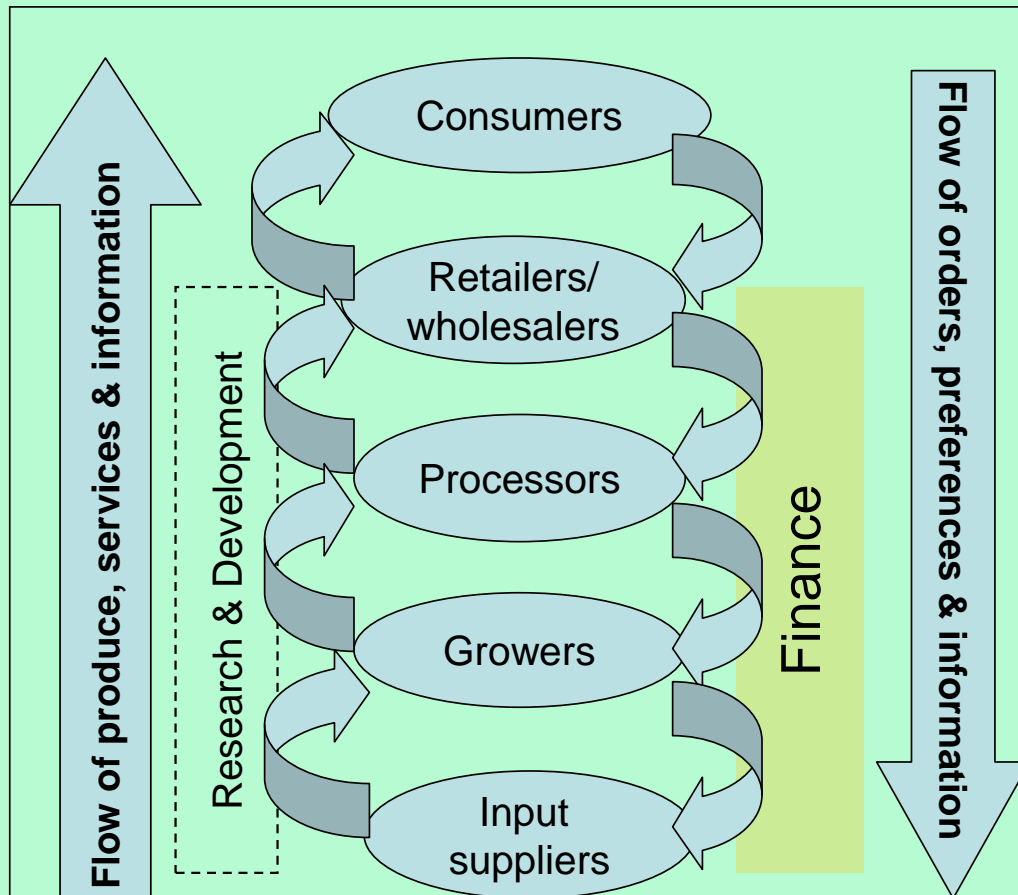 Flow of produce, services & information
Research & Development
Consumers
Retailers/
wholesalers
Processors
Growers
Input
suppliers
Finance
Flow of orders, preferences & information